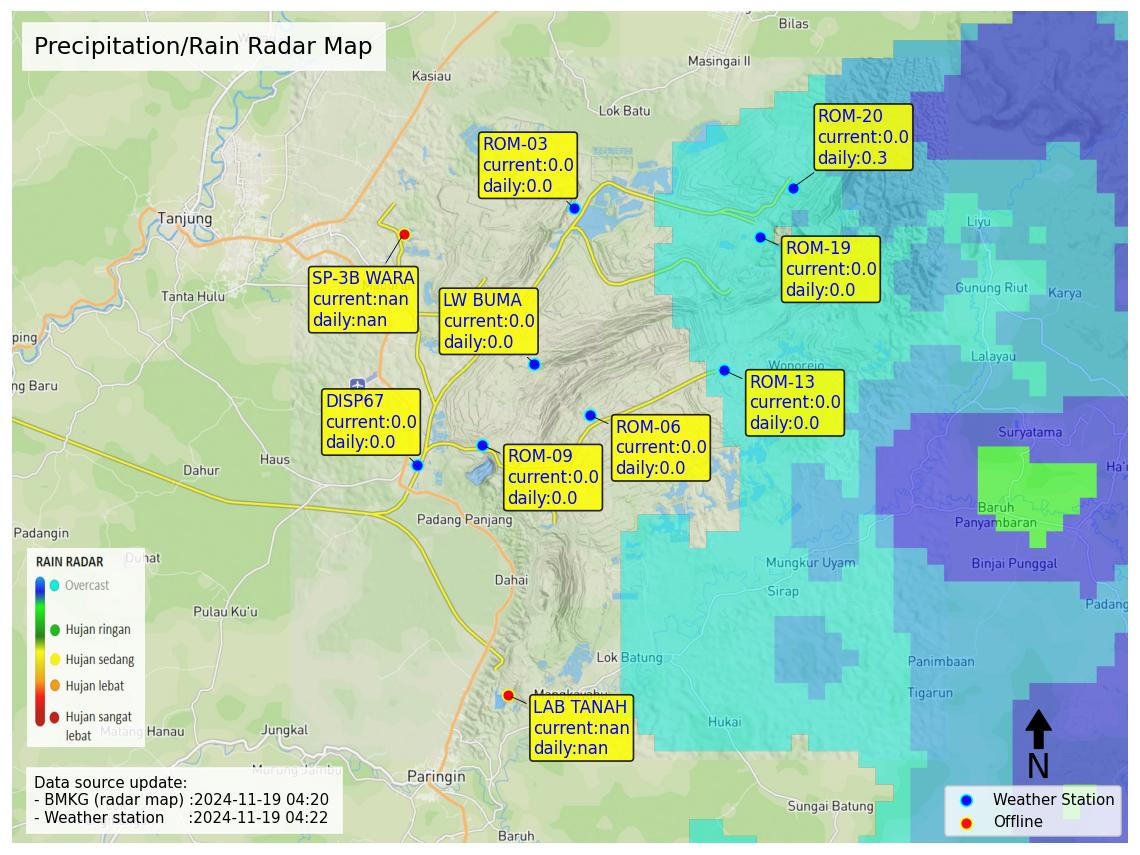 Precipitation/Rain Radar Map
Bilas
Masingai II
Kasiau
Lok Batu
ROM-20
current:0.0
daily:0.3
ROM-03
current:0.0
daily:0.0
Tanjung
Liyu
ROM-19
current:0.0
daily:0.0
SP-3B WARA
current:nan
daily:nan
Tanta Hulu
LW BUMA
current:0.0
daily:0.0
Gunung Riut
Karya
ping
Lalayau
Wonorejo
ng Baru
ROM-13
current:0.0
daily:0.0
DISP67
current:0.0
daily:0.0
ROM-06
current:0.0
daily:0.0
Suryatama
ROM-09
current:0.0
daily:0.0
Haus
Dahur
Ha'u
Baruh
Panyambaran
Padang Panjang
Padangin
Duhat
Mungkur Uyam
Binjai Punggal
RAIN RADAR
Overcast
Hujan ringan
Hujan sedang
Hujan lebat
Hujan sangat
lebat
Dahai
Sirap
Padang
Pulau Ku'u
Lok Batung
Panimbaan
Tigarun
Mangkayahu
LAB TANAH
current:nan
daily:nan
Hukai
Matang Hanau
Jungkal
Murung Jambu
Paringin
N
Data source update:
- BMKG (radar map) :2024-11-19 04:20
- Weather station :2024-11-19 04:22
Sungai Batung
Weather Station
Offline
Baruh